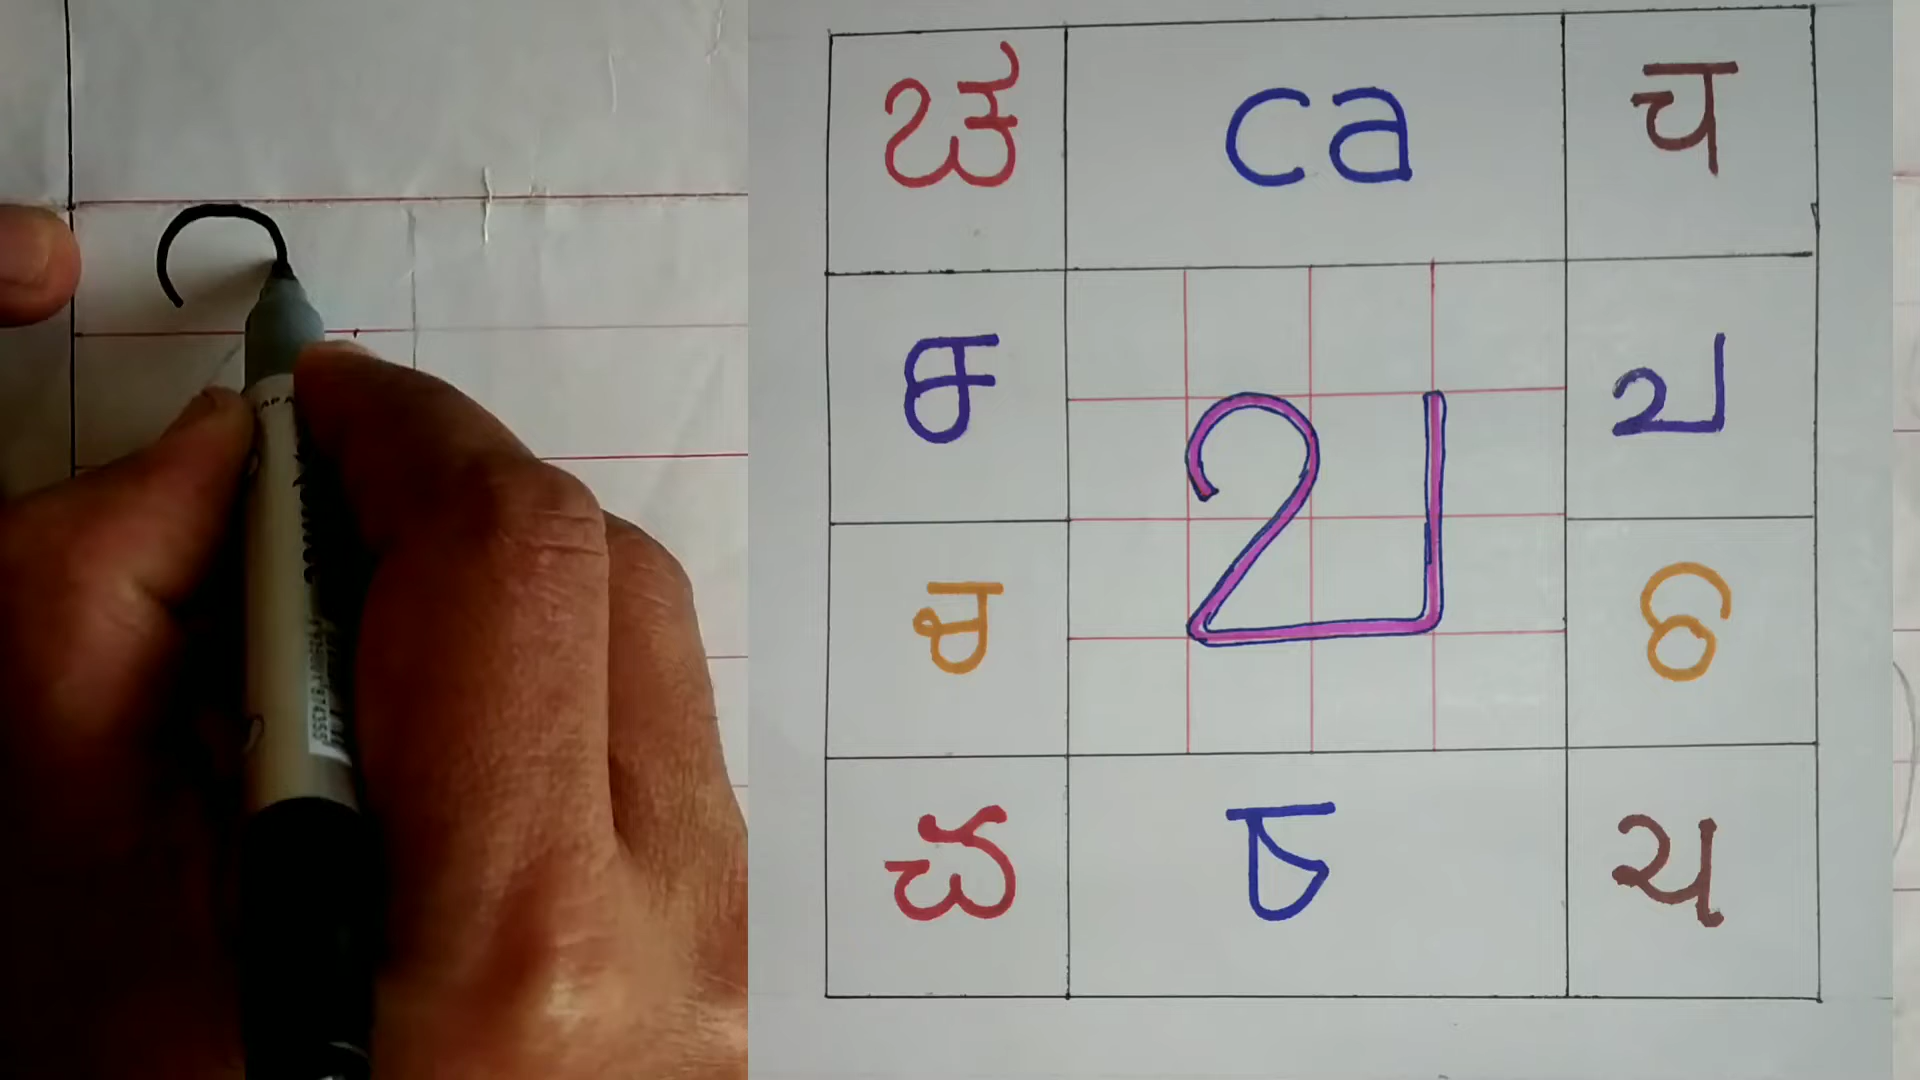 ಚ ca च
ச ച ച
ਚ ଚ
చ চ ચ